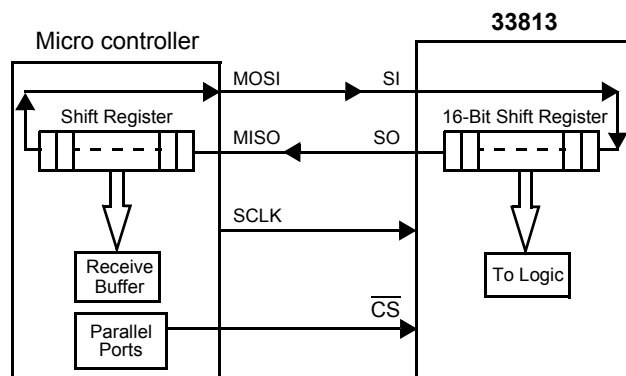 33813
Micro controller
MOSI
SI
Shift Register
16-Bit Shift Register
MISO
SO
SCLK
Receive
Buffer
To Logic
CS
Parallel
Ports